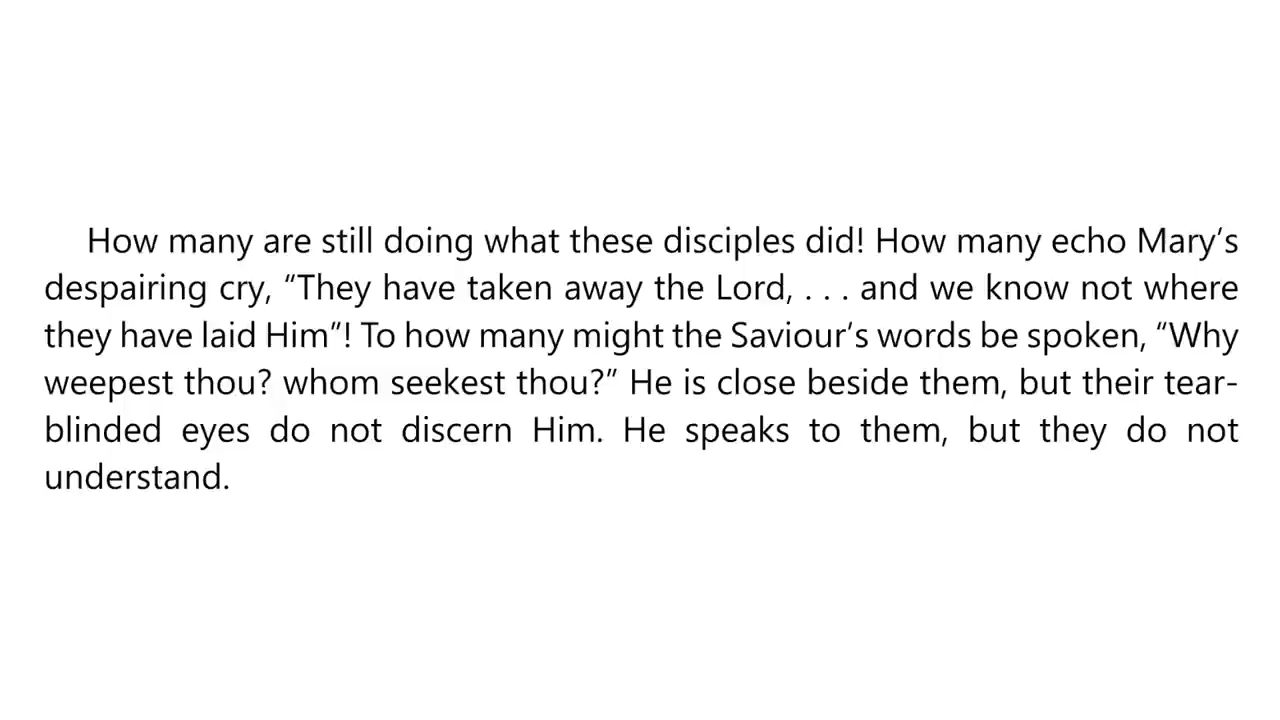 How many are still doing what these disciples did! How many echo Mary’s
despairing cry, “They have taken away the Lord, . . . and we know not where
they have laid Him”! To how many might the Saviour’s words be spoken, “Why
weepest thou? whom seekest thou?” He is close beside them, but their tear-
blinded eyes do not discern Him. He speaks to them, but they do not
understand.